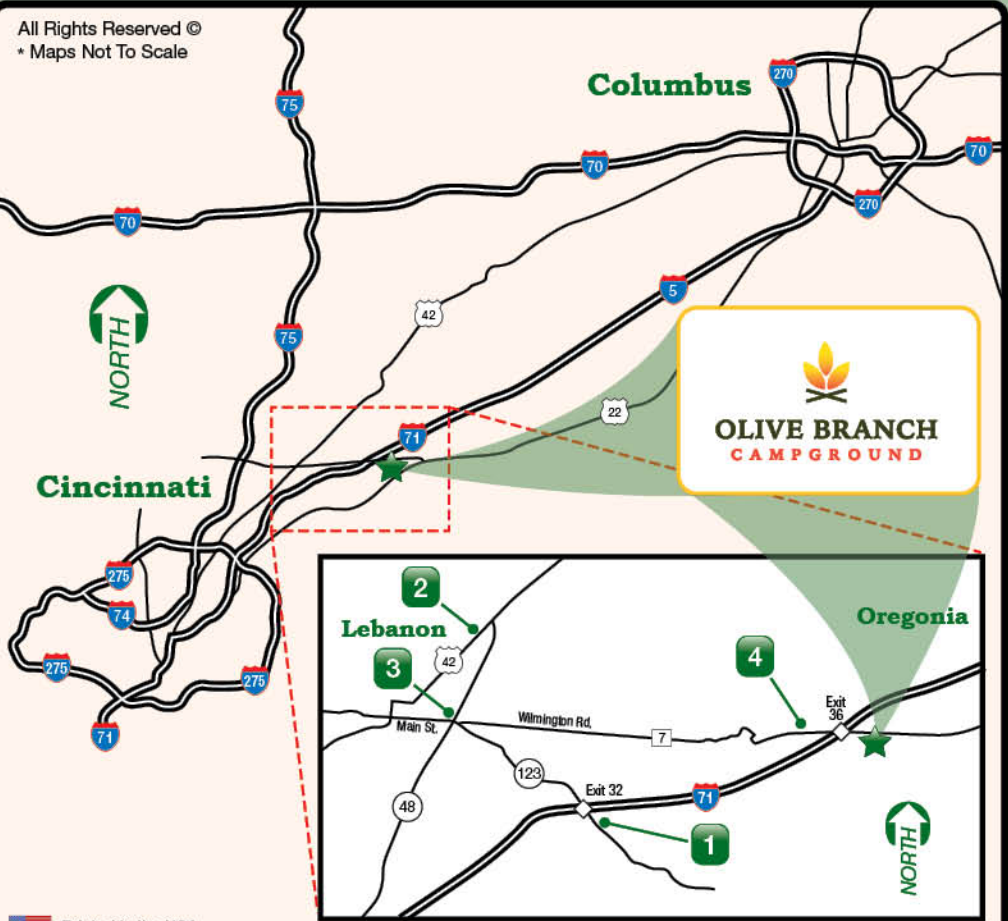 All Rights Reserved ©
* Maps Not To Scale
75
Columbus
270
70
70
270
70
5
NORTH
42
75
OLIVE BRANCH
CAMPGROUND
22
71
Cincinnati
275
74
275
275
71
2
Lebanon
Oregonia
42
3
4
Exit
36
Main St.
Wilmington Rd.
7
123
Exit 32
71
48
1
NORTH